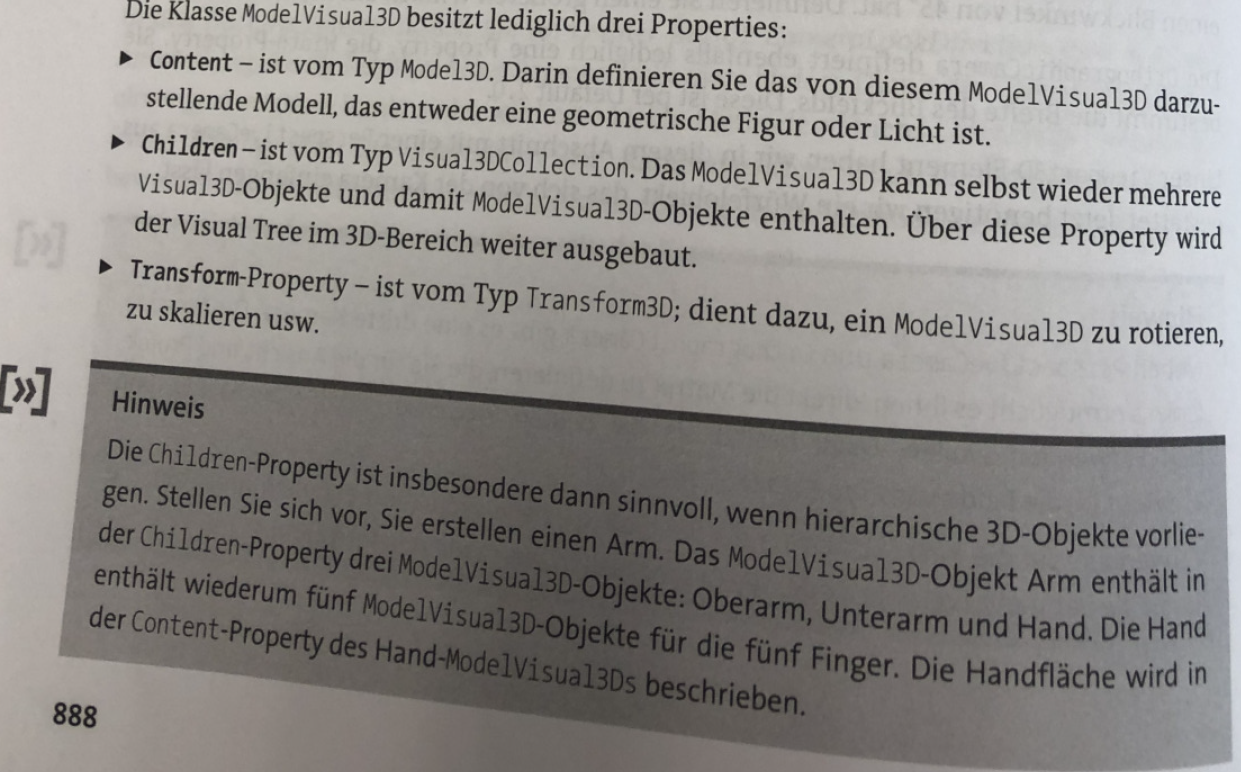 Die Klasse ModelVisual3D besitzt lediglich drei Properties:
▶ Content – ist vom Typ Model3D. Darin definieren Sie das von diesem ModelVisual3D darzu-
stellende Modell, das entweder eine geometrische Figur oder Licht ist.
▶ Children – ist vom Typ Visual3DCollection. Das ModelVisual3D kann selbst wieder mehrere
Visual3D-Objekte und damit ModelVisual3D-Objekte enthalten. Über diese Property wird
der Visual Tree im 3D-Bereich weiter ausgebaut.
▶ Transform-Property – ist vom Typ Transform3D; dient dazu, ein ModelVisual3D zu rotieren,
zu skalieren usw.
[»]
Hinweis
Die Children-Property ist insbesondere dann sinnvoll, wenn hierarchische 3D-Objekte vorlie-
gen. Stellen Sie sich vor, Sie erstellen einen Arm. Das ModelVisual3D-Objekt Arm enthält in
der Children-Property drei ModelVisual3D-Objekte: Oberarm, Unterarm und Hand. Die Hand
enthält wiederum fünf ModelVisual3D-Objekte für die fünf Finger. Die Handfläche wird in
der Content-Property des Hand-ModelVisual3Ds beschrieben.
888